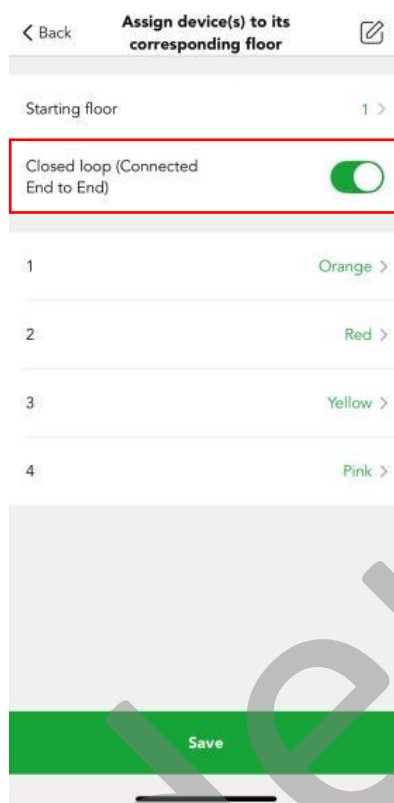 Back
Assign device(s) to its
corresponding floor
Starting floor
1
Closed loop (Connected
End to End)
1
Orange
2
Red
3
Yellow
4
Pink
Save